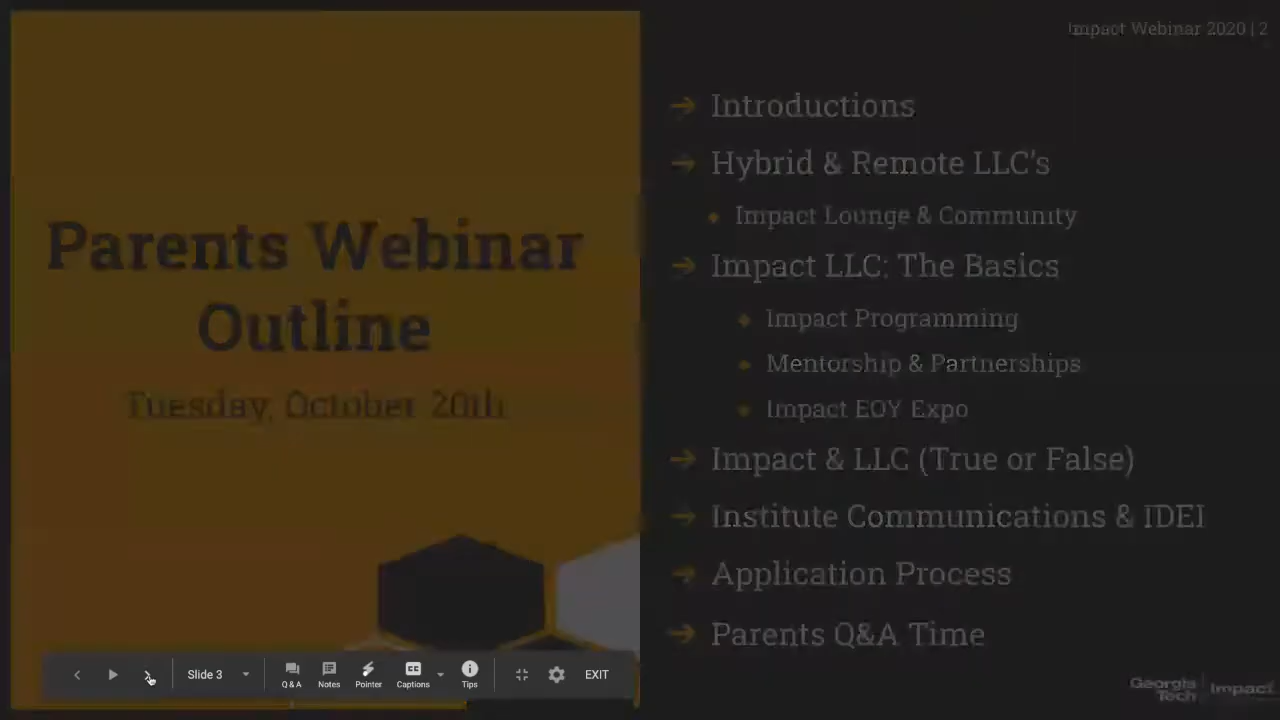 Impact Webinar 2020 | 2
Parents Webinar
Outline
Tuesday, October 20th
Introductions
Hybrid & Remote LLC's
Impact Lounge & Community
Impact LLC: The Basics
Impact Programming
Mentorship & Partnerships
Impact EOY Expo
Impact & LLC (True or False)
Institute Communications & IDEI
Application Process
Parents Q&A Time
Slide 3
Q & A
Notes
Pointer
CC
Captions
Tips
EXIT
Georgia
Tech
Impact